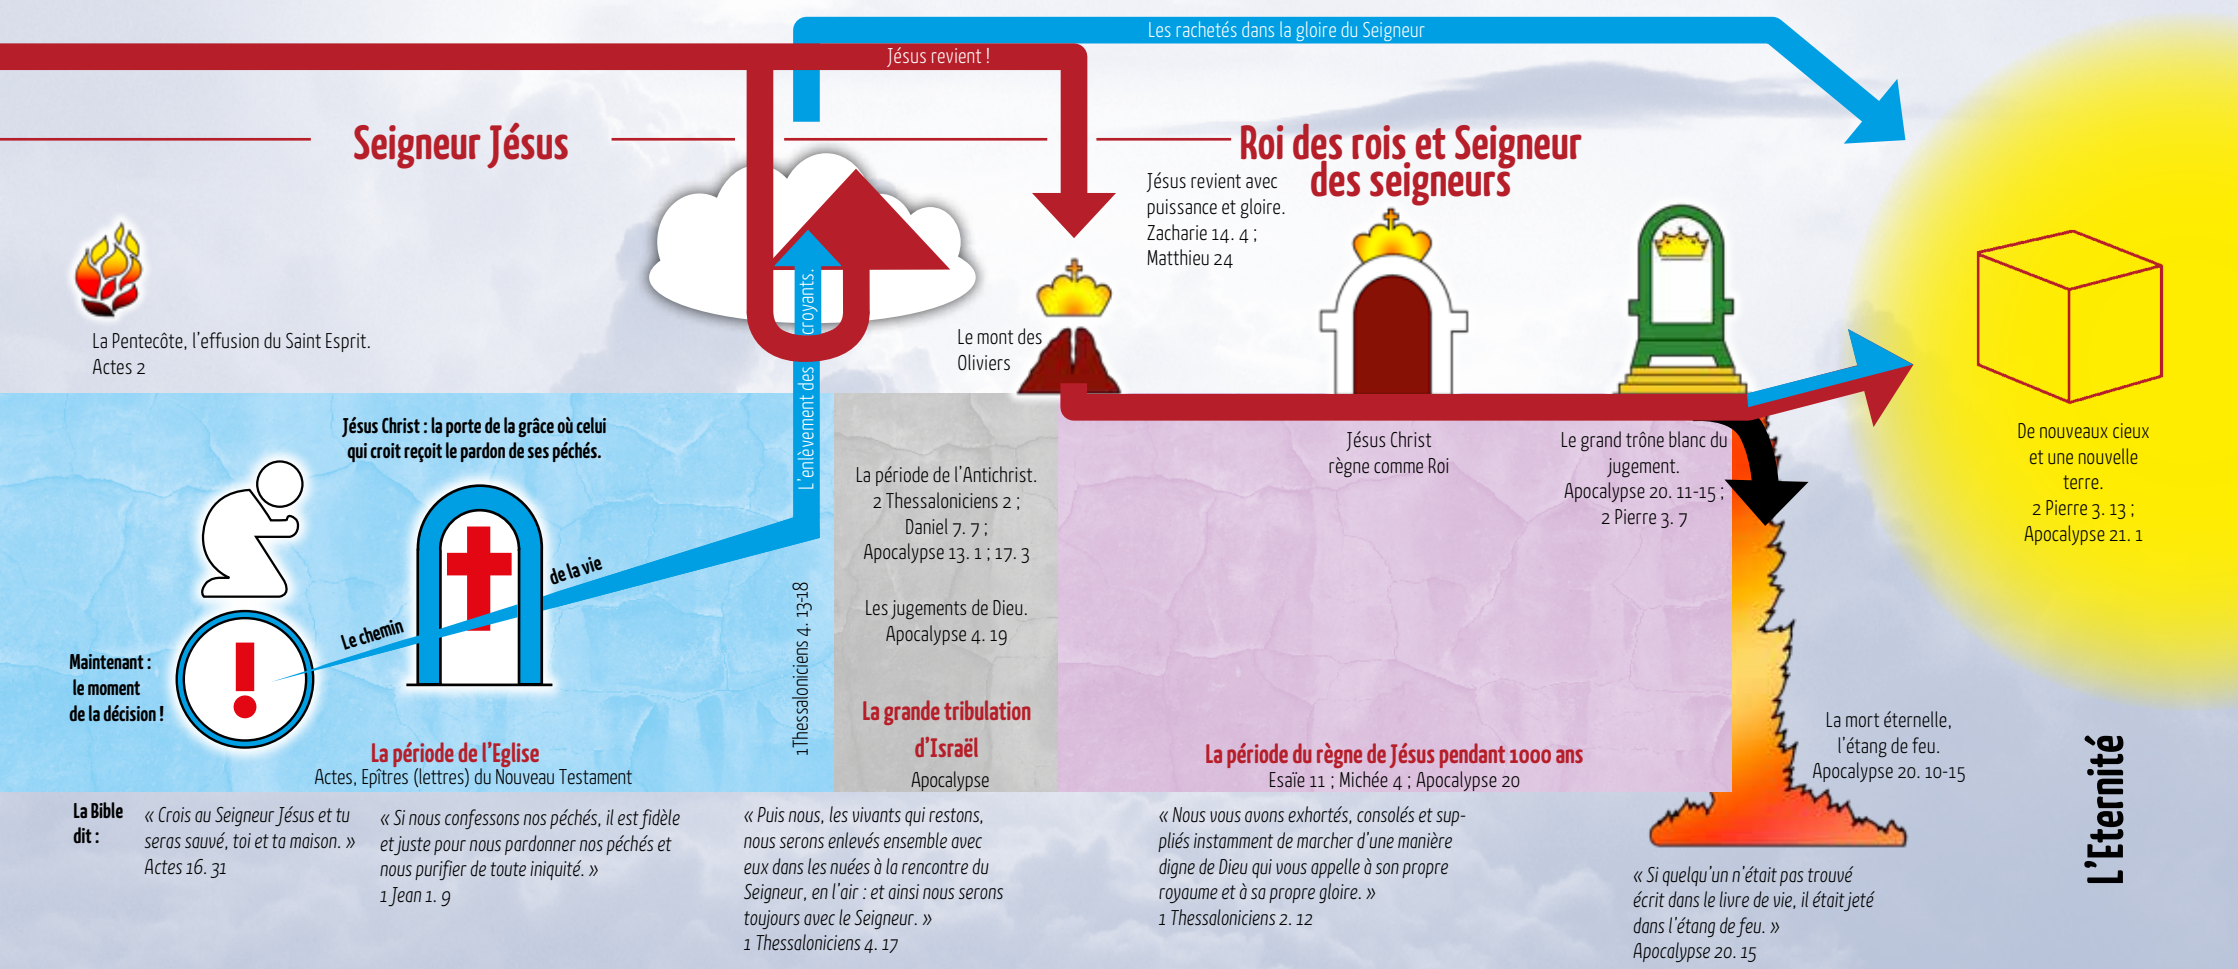 Les rachetés dans la gloire du Seigneur
Jésus revient !
Seigneur Jésus
Roi des rois et Seigneur
des seigneurs
Jésus revient avec
puissance et gloire.
Zacharie 14. 4 ;
Matthieu 24
La Pentecôte, l'effusion du Saint Esprit.
Actes 2
Le mont des
Oliviers
L'enlèvement des croyants.
1Thessaloniciens 4. 13-18
Jésus Christ : la porte de la grâce où celui
qui croit reçoit le pardon de ses péchés.
Le chemin
de la vie
Maintenant :
le moment
de la décision !
La période de l'Eglise
Actes, Epîtres (lettres) du Nouveau Testament
La période de l'Antichrist.
2 Thessaloniciens 2 ;
Daniel 7. 7 ;
Apocalypse 13. 1 ; 17. 3
Les jugements de Dieu.
Apocalypse 4. 19
La grande tribulation
d'Israël
Apocalypse
Jésus Christ
règne comme Roi
Le grand trône blanc du
jugement.
Apocalypse 20. 11-15 ;
2 Pierre 3. 7
La période du règne de Jésus pendant 1000 ans
Esaïe 11 ; Michée 4 ; Apocalypse 20
De nouveaux cieux
et une nouvelle
terre.
2 Pierre 3. 13 ;
Apocalypse 21. 1
La mort éternelle,
l'étang de feu.
Apocalypse 20. 10-15
L'Eternité
La Bible
dit :
« Crois au Seigneur Jésus et tu
seras sauvé, toi et ta maison. »
Actes 16. 31
« Si nous confessons nos péchés, il est fidèle
et juste pour nous pardonner nos péchés et
nous purifier de toute iniquité. »
1 Jean 1. 9
« Puis nous, les vivants qui restons,
nous serons enlevés ensemble avec
eux dans les nuées à la rencontre du
Seigneur, en l'air : et ainsi nous serons
toujours avec le Seigneur. »
1 Thessaloniciens 4. 17
« Nous vous avons exhortés, consolés et sup-
pliés instamment de marcher d'une manière
digne de Dieu qui vous appelle à son propre
royaume et à sa propre gloire. »
1 Thessaloniciens 2. 12
« Si quelqu'un n'était pas trouvé
écrit dans le livre de vie, il était jeté
dans l'étang de feu. »
Apocalypse 20. 15